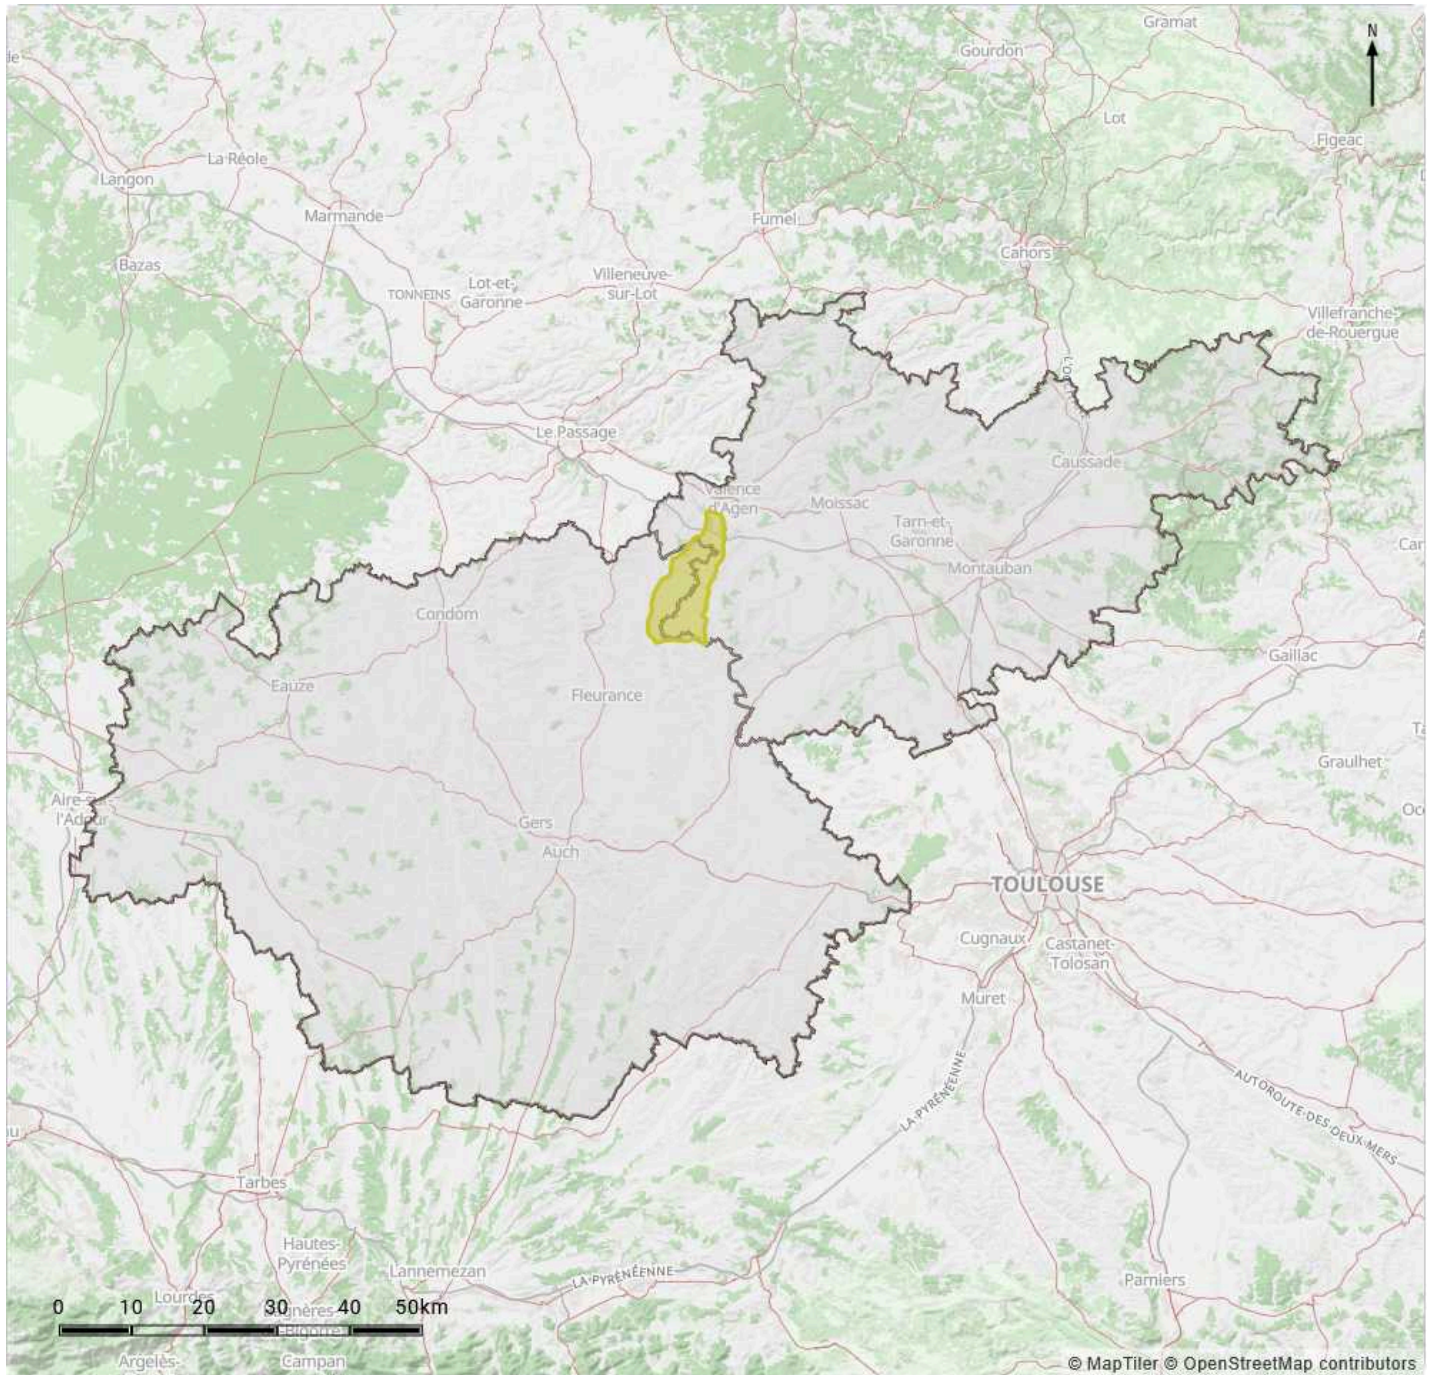 Gramat
N
Gourdon
Lot
Figeac
La Réole
Langon
Marmande
Fumel
Cahors
Bazas
Villeneuve-
sur-Lot
Lot-et-
Garonne
TONNEINS
Villefranche-
de-Rouergue
Le Passage
Caussade
Valence
d'Agen
Moissac
Tarn-et-
Garonne
Montauban
Condom
Gaillac
Eauze
Fleurance
Graulhet
Aire-sur-
l'Adour
Gers
Auch
TOULOUSE
Cugnaux
Castanet-
Tolosan
Muret
LA PYRÉNÉENNE
AUTOROUTE DES DEUX MERS
Tarbes
Hautes-
Pyrénées
Lannemezan
LA PYRÉNÉENNE
Pamiers
Lourdes
0 10 20 30 40 50km
Bagnères-
de-Bigorre
Argelès-
Campan
© MapTiler © OpenStreetMap contributors